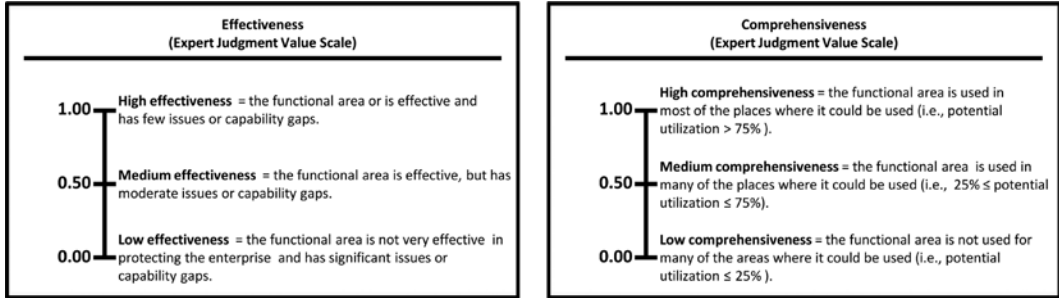 Effectiveness
(Expert Judgment Value Scale)
1.00
High effectiveness = the functional area or is effective and
has few issues or capability gaps.
0.50
Medium effectiveness = the functional area is effective, but has
moderate issues or capability gaps.
0.00
Low effectiveness = the functional area is not very effective in
protecting the enterprise and has significant issues or
capability gaps.
Comprehensiveness
(Expert Judgment Value Scale)
1.00
High comprehensiveness = the functional area is used in
most of the places where it could be used (i.e., potential
utilization > 75% ).
0.50
Medium comprehensiveness = the functional area is used in
many of the places where it could be used (i.e., 25% ≤ potential
utilization ≤ 75%).
0.00
Low comprehensiveness = the functional area is not used for
many of the areas where it could be used (i.e., potential
utilization ≤ 25% ).